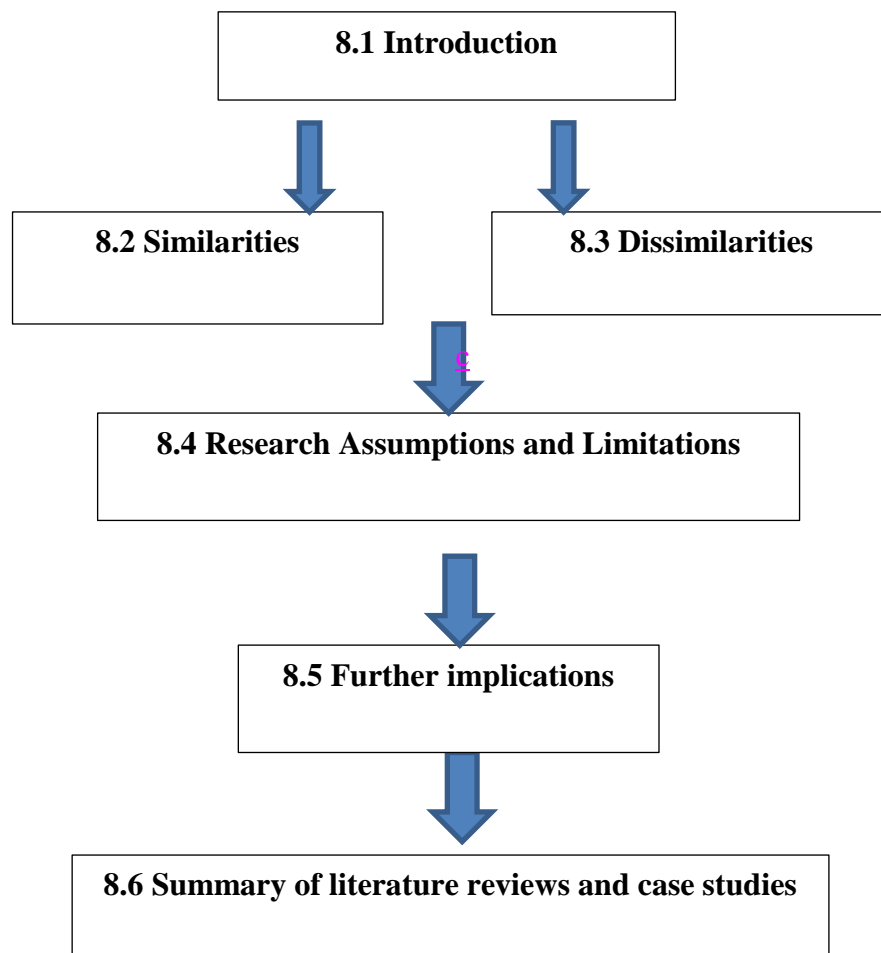 8.1 Introduction
8.2 Similarities
8.3 Dissimilarities
c
8.4 Research Assumptions and Limitations
8.5 Further implications
8.6 Summary of literature reviews and case studies